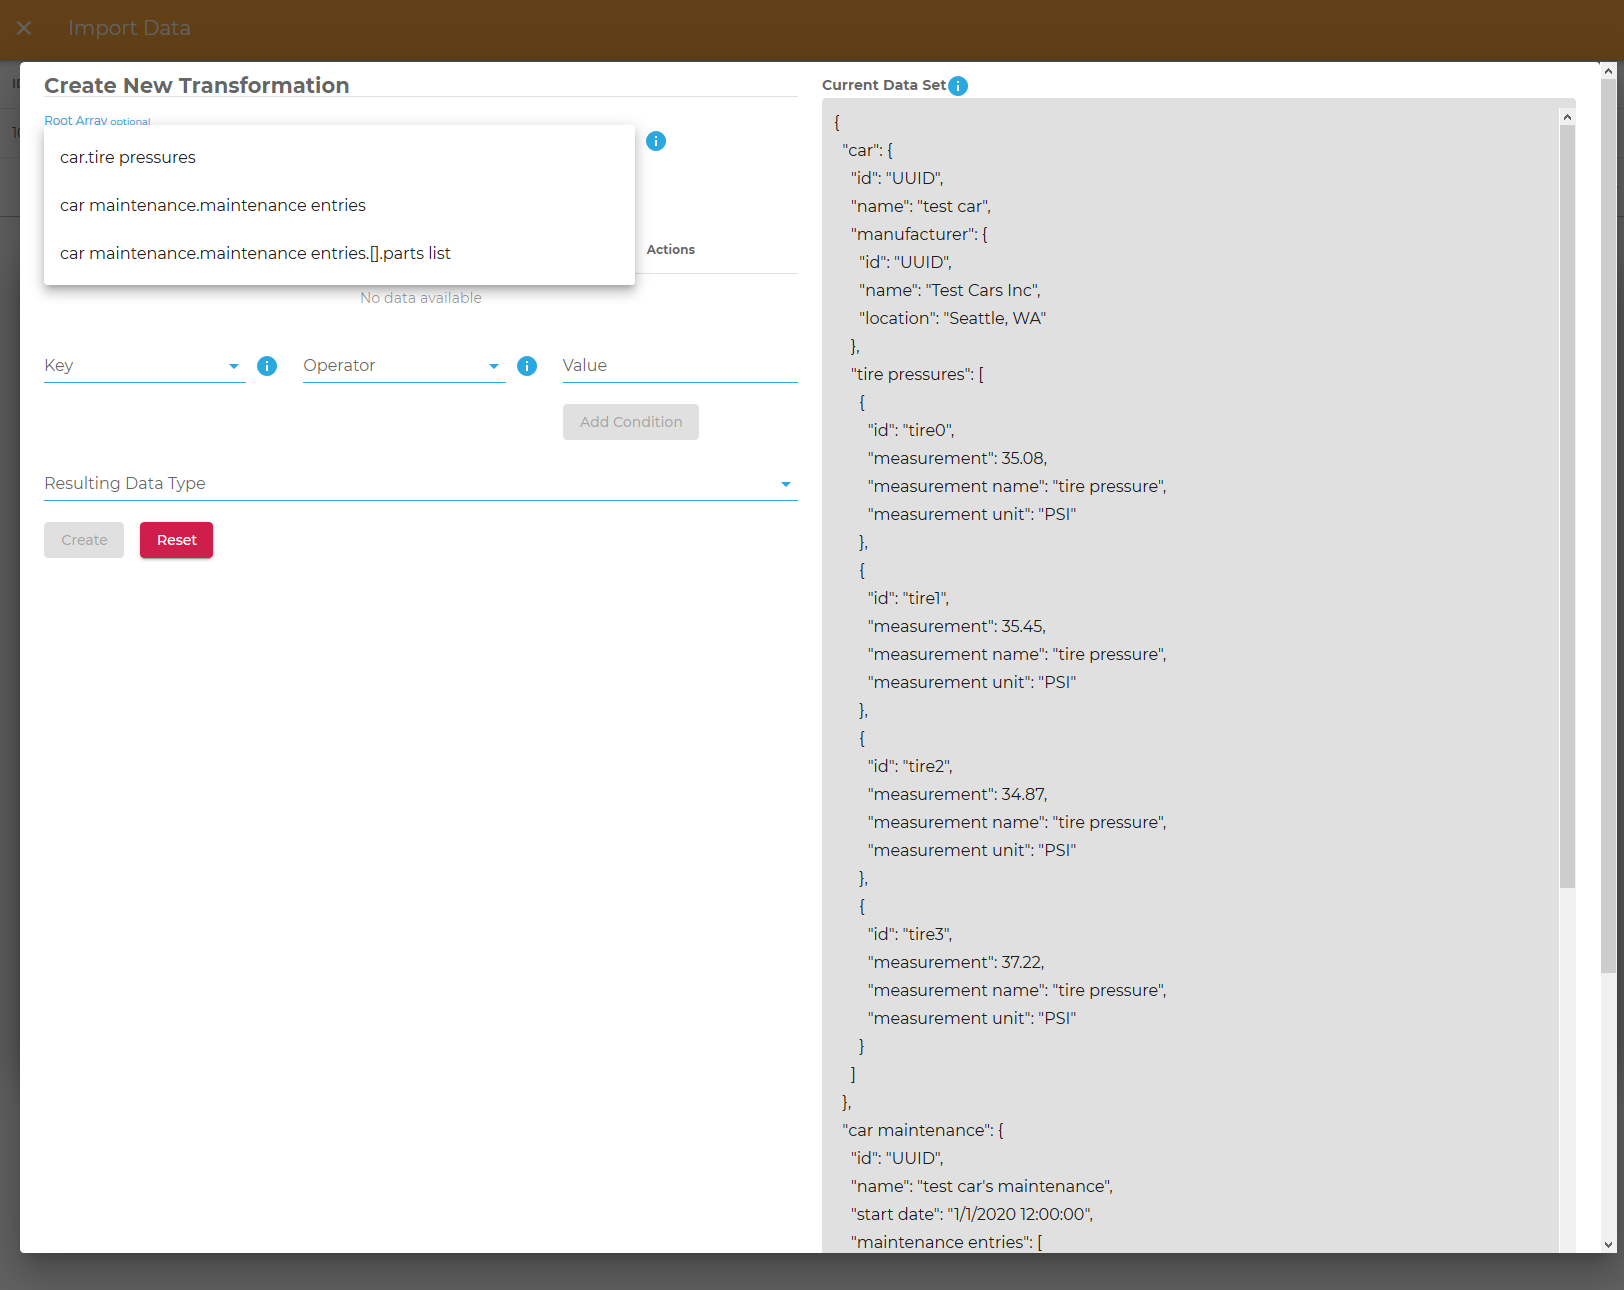 Import Data
Create New Transformation
Root Array optional
car.tire pressures
car maintenance.maintenance entries
car maintenance.maintenance entries.[].parts list
Actions
No data available
Key
Operator
Value
Add Condition
Resulting Data Type
Create
Reset
Current Data Set
{
"car": {
"id": "UUID",
"name": "test car",
"manufacturer": {
"id": "UUID",
"name": "Test Cars Inc",
"location": "Seattle, WA"
},
"tire pressures": [
{
"id": "tire0",
"measurement": 35.08,
"measurement name": "tire pressure",
"measurement unit": "PSI"
},
{
"id": "tire1",
"measurement": 35.45,
"measurement name": "tire pressure",
"measurement unit": "PSI"
},
{
"id": "tire2",
"measurement": 34.87,
"measurement name": "tire pressure",
"measurement unit": "PSI"
},
{
"id": "tire3",
"measurement": 37.22,
"measurement name": "tire pressure",
"measurement unit": "PSI"
}
]
},
"car maintenance": {
"id": "UUID",
"name": "test car's maintenance",
"start date": "1/1/2020 12:00:00",
"maintenance entries": [